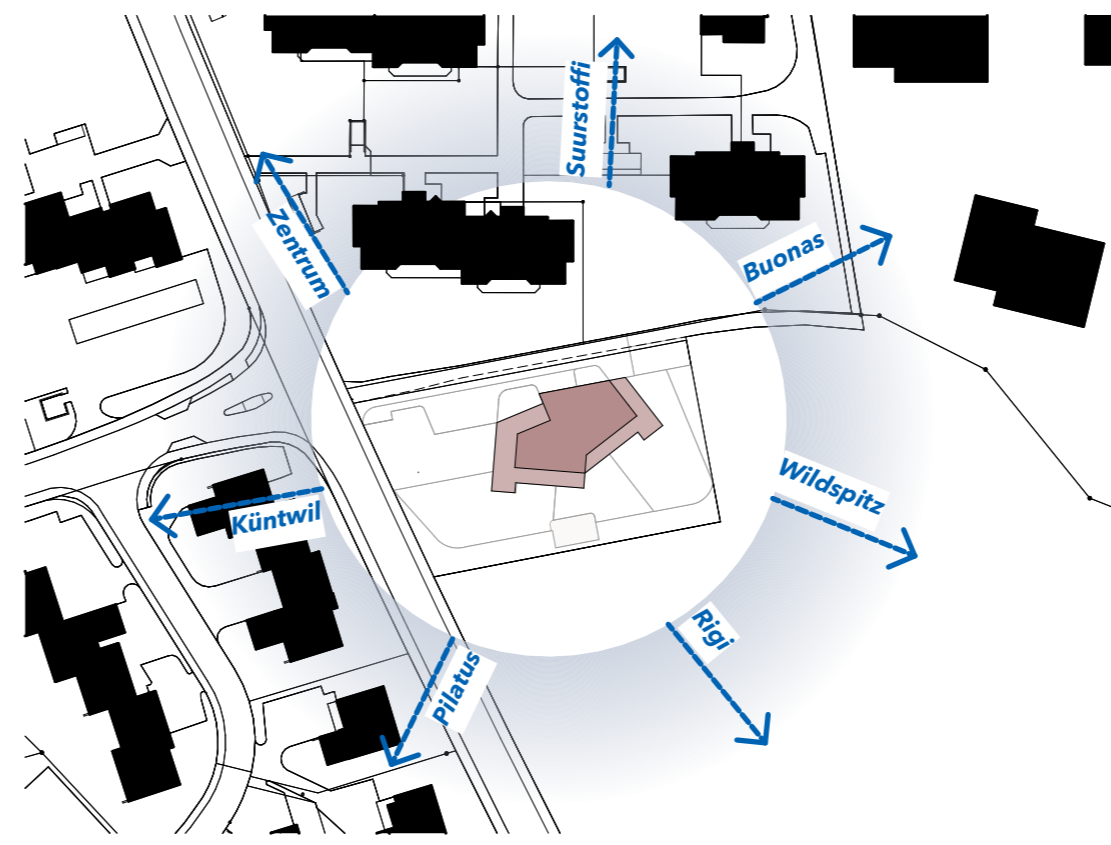 Suurstoffi
Zentrum
Buonas
Wildspitz
Küntwil
Rigi
Pilatus